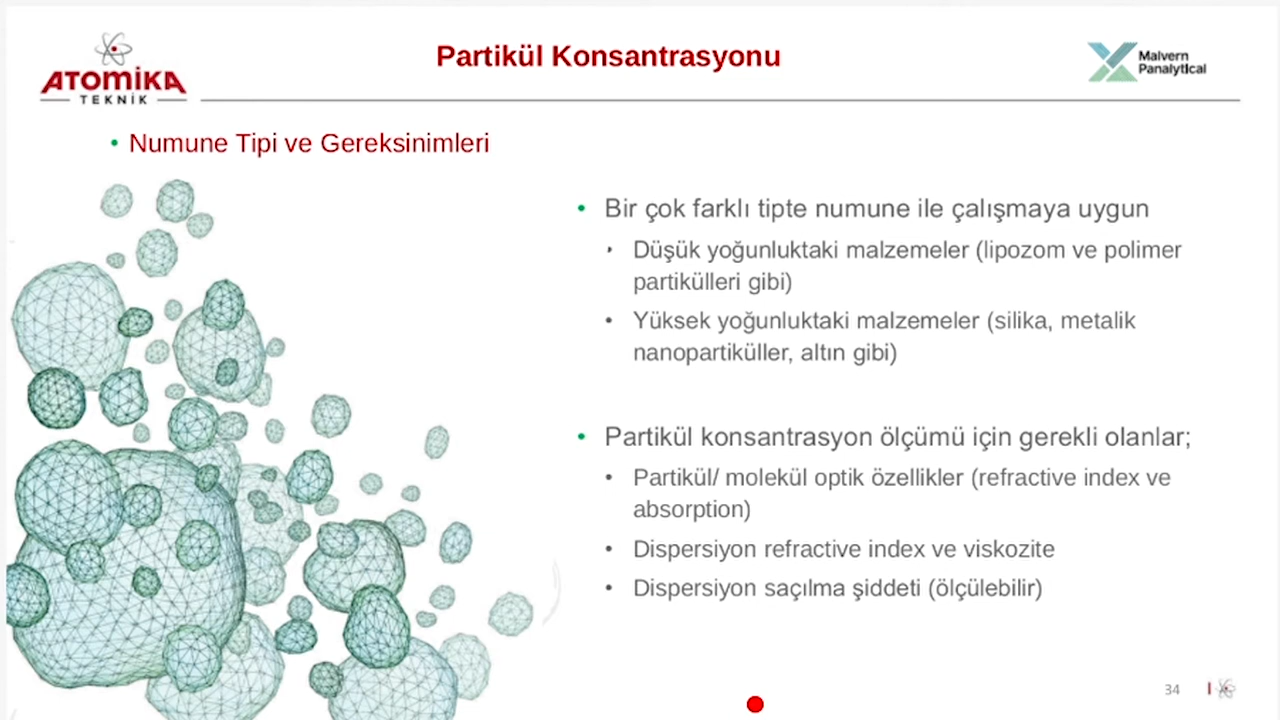 Partikül Konsantrasyonu
ATOMİKA
TEKNİK
Malvern
Panalytical
• Numune Tipi ve Gereksinimleri
• Bir çok farklı tipte numune ile çalışmaya uygun
• Düşük yoğunluktaki malzemeler (lipozom ve polimer
partikülleri gibi)
• Yüksek yoğunluktaki malzemeler (silika, metalik
nanopartiküller, altın gibi)
• Partikül konsantrasyon ölçümü için gerekli olanlar;
• Partikül/ molekül optik özellikler (refractive index ve
absorption)
• Dispersiyon refractive index ve viskozite
• Dispersiyon saçılma şiddeti (ölçülebilir)
34